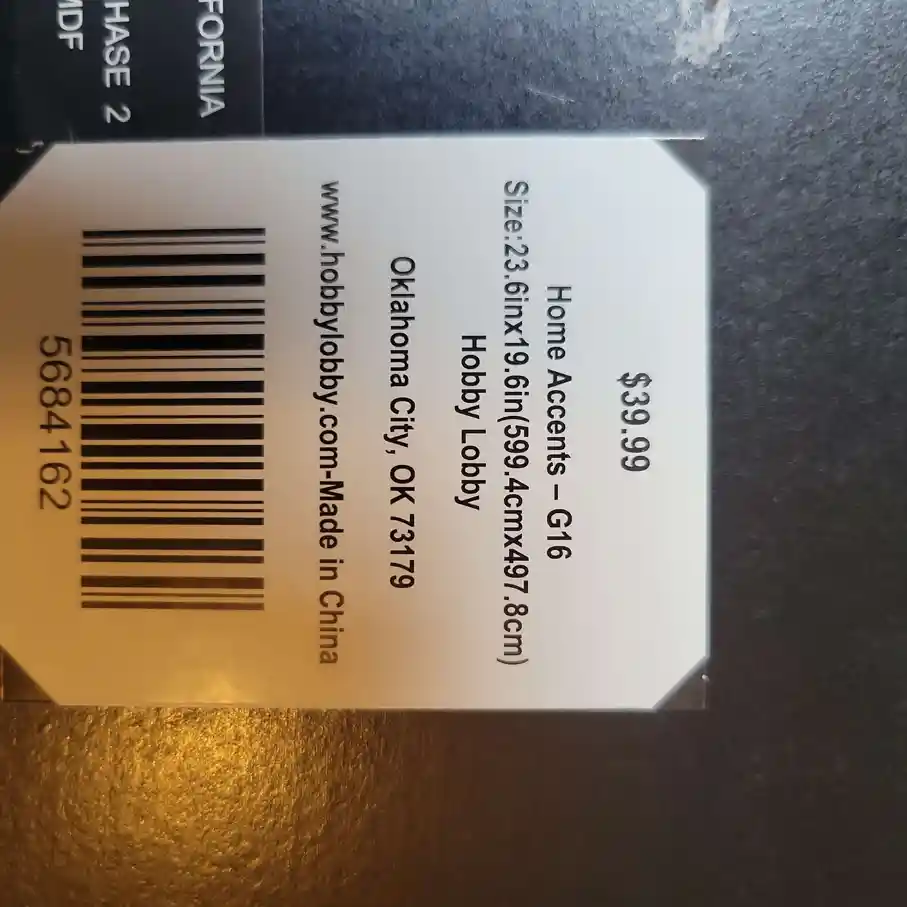 FORNIA
HASE 2
MDF
$39.99
Home Accents – G16
Size:23.6inx19.6in(599.4cmx497.8cm)
Hobby Lobby
Oklahoma City, OK 73179
www.hobbylobby.com-Made in China
5684162